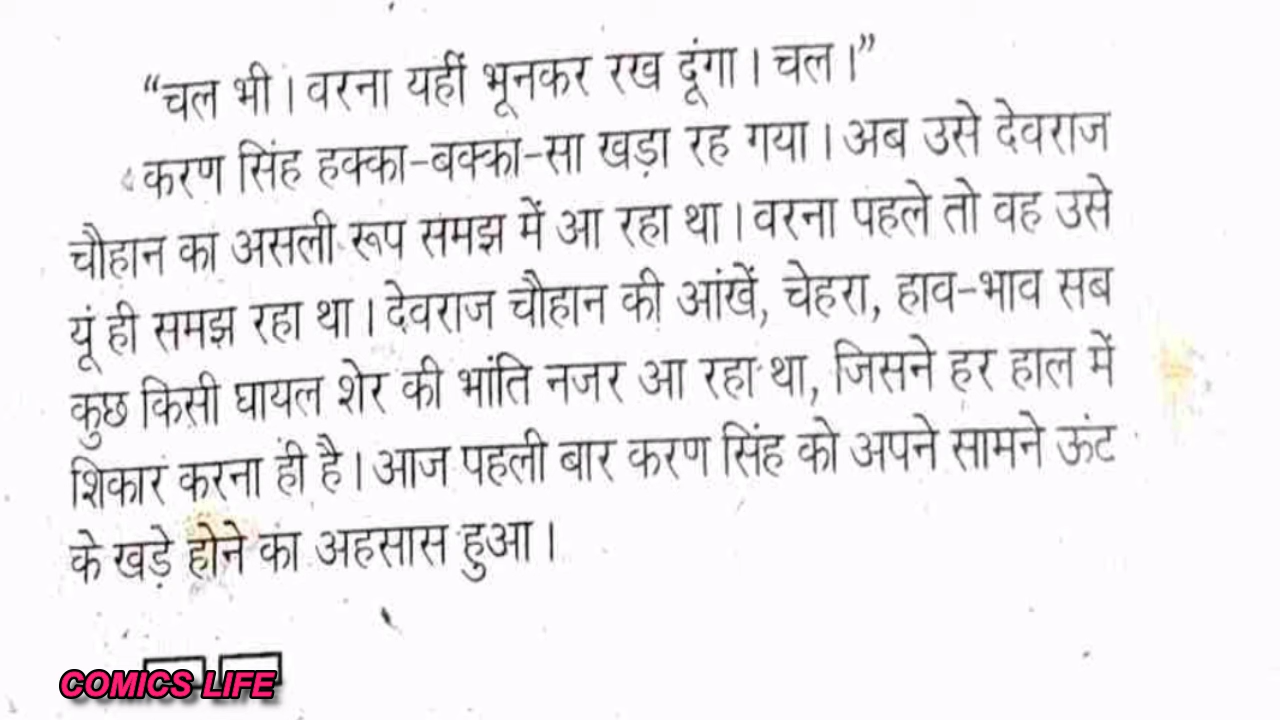 “चल भी। वरना यहीं भूनकर रख दूंगा। चल।”
करण सिंह हक्का-बक्का-सा खड़ा रह गया। अब उसे देवराज
चौहान का असली रूप समझ में आ रहा था। वरना पहले तो वह उसे
यूं ही समझ रहा था। देवराज चौहान की आंखें, चेहरा, हाव-भाव सब
कुछ किसी घायल शेर की भांति नजर आ रहा था, जिसने हर हाल में
शिकार करना ही है। आज पहली बार करण सिंह को अपने सामने ऊंट
के खड़े होने का अहसास हुआ।
COMICS LIFE